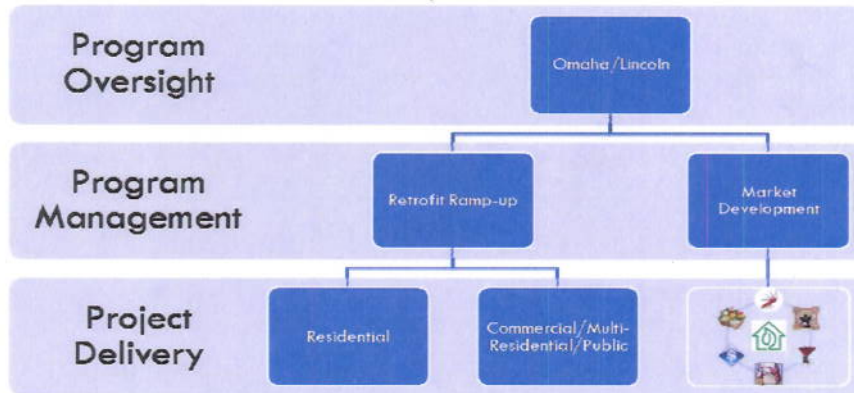 Program
Oversight
Omaha/Lincoln
Program
Management
Retrofit Ramp-up
Market
Development
Project
Delivery
Residential
Commercial/Multi-
Residential/Public